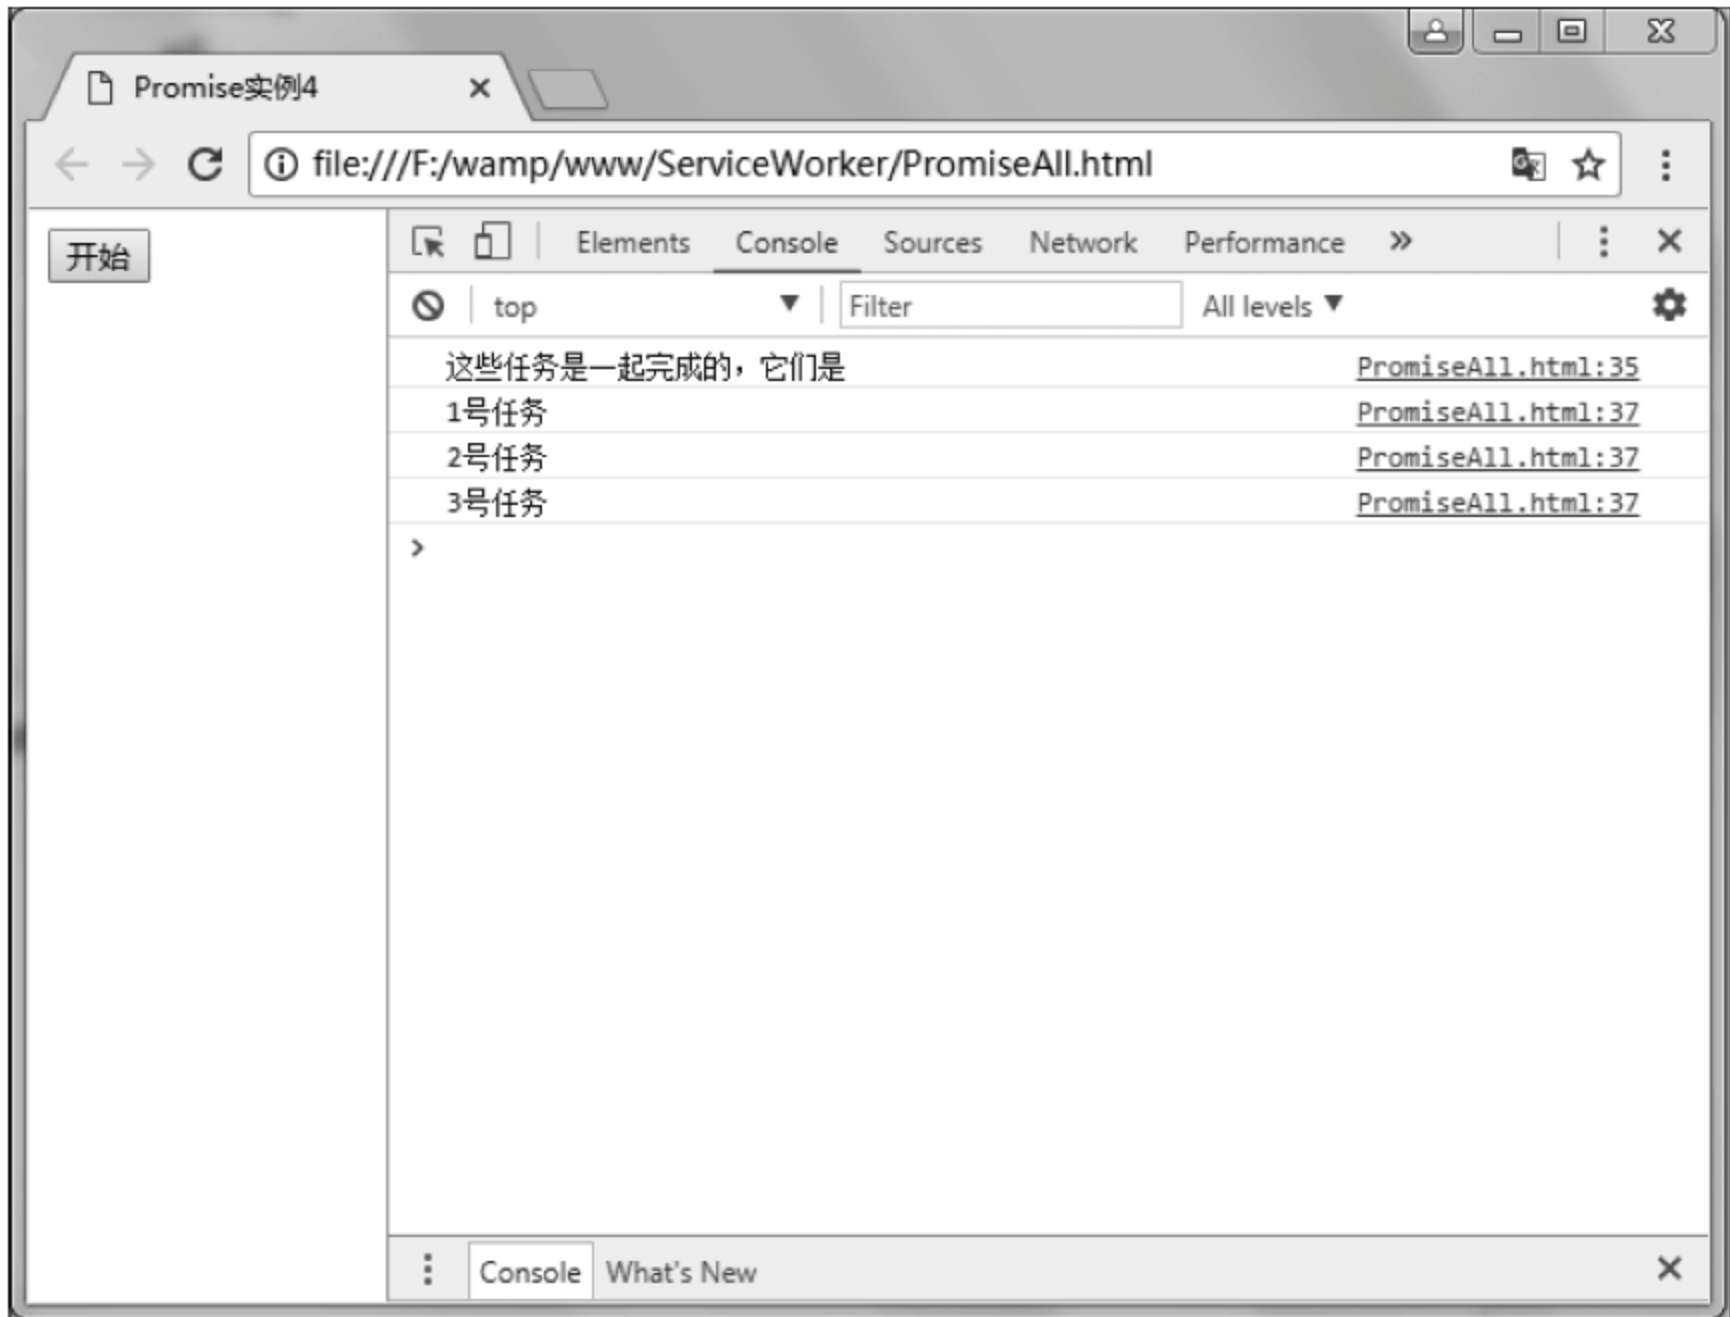 Promise实例4
file:///F:/wamp/www/ServiceWorker/PromiseAll.html
开始
Elements Console Sources Network Performance »
top Filter All levels
这些任务是一起完成的，它们是 PromiseAll.html:35
1号任务 PromiseAll.html:37
2号任务 PromiseAll.html:37
3号任务 PromiseAll.html:37
>
Console What's New